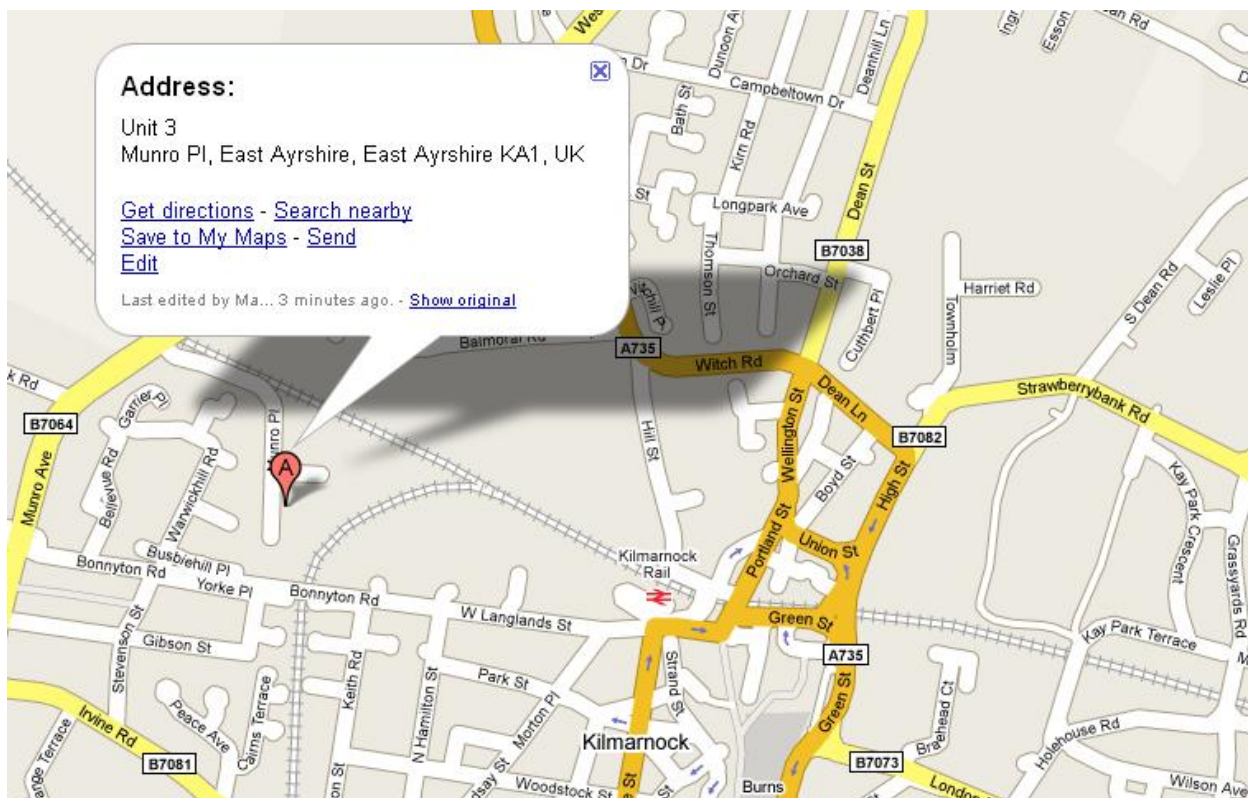 Address:
Unit 3
Munro Pl, East Ayrshire, East Ayrshire KA1, UK
Get directions - Search nearby
Save to My Maps - Send
Edit
Last edited by Ma... 3 minutes ago. - Show original
Dunoon Av
Deanhill Ln
Campbeltown Dr
Bath St
Kirn Rd
Dean St
Longpark Ave
Thomson St
Orchard St
B7038
Cuthbert Pl
Townholm
Harriet Rd
S Dean Rd
Leslie Pl
Balmoral Rd
A735
Witch Rd
Dean Ln
Strawberrybank Rd
B7082
B7064
Garrier Pl
Munro Pl
A
Hill St
Wellington St
Boyd St
High St
Munro Ave
Bellevue Rd
Warwickhill Rd
Kay Park Crescent
Grassyards Rd
Busbiehill Pl
Bonnyton Rd
Yorke Pl
Bonnyton Rd
Kilmarnock
Rail
Portland St
Union St
W Langlands St
Green St
Kay Park Terrace
A735
Gibson St
Stevenson St
Keith Rd
N Hamilton St
Park St
Strand St
Morton Pl
Green St
Braehead Ct
Holehouse Rd
Peace Ave
Cairns Terrace
Irvine Rd
B7081
Kilmarnock
B7073
Woodstock St
Burns
Wilson Ave